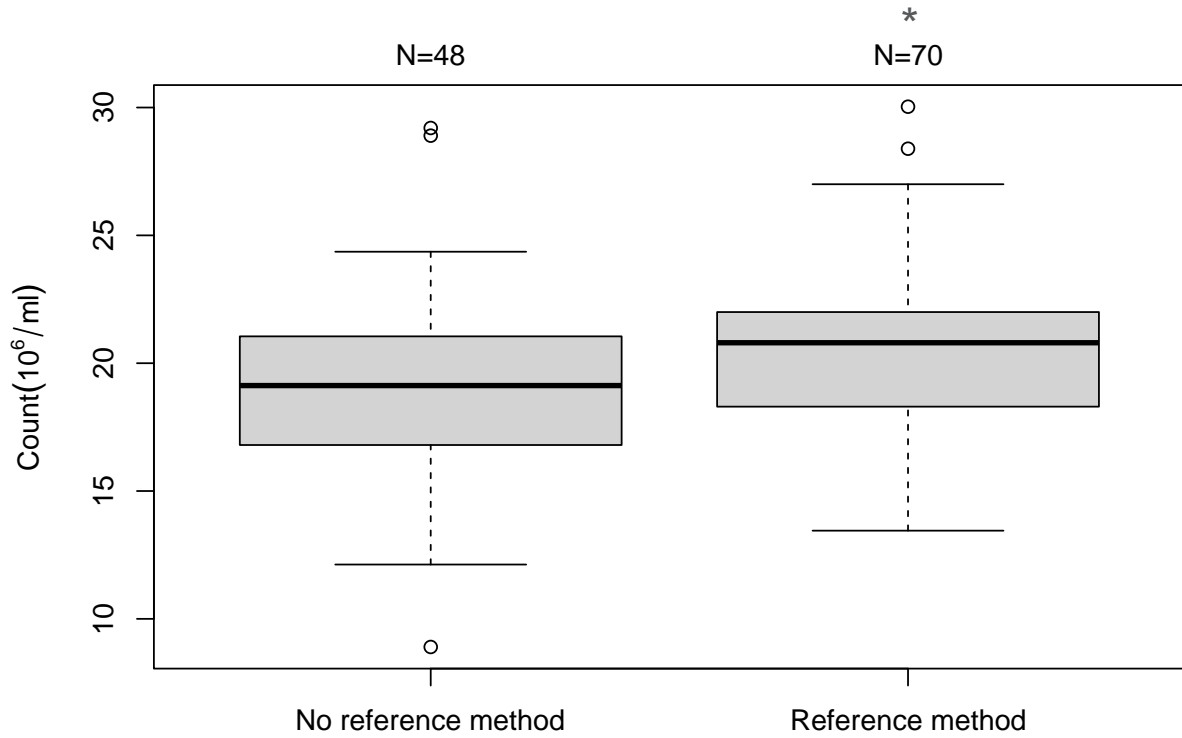 *
N=48 N=70
30
25
20
15
10
Count(10⁶/ml)
No reference method Reference method